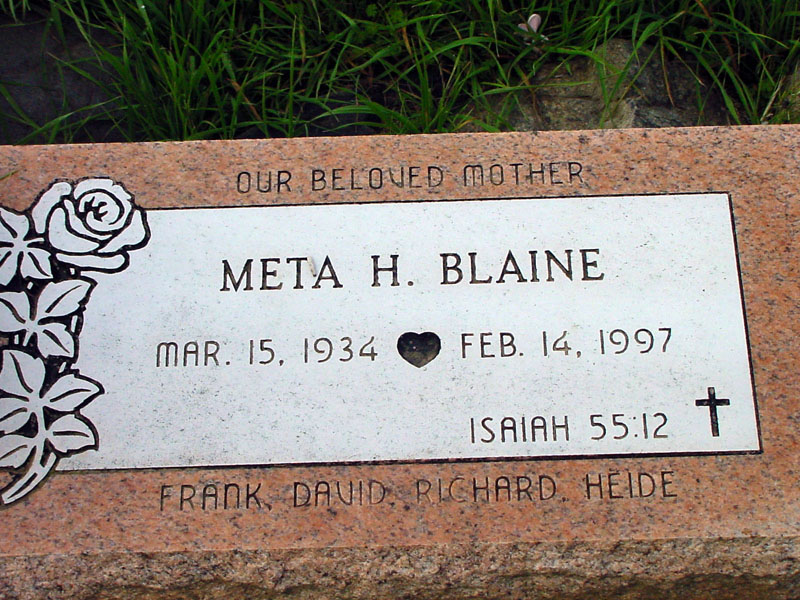 OUR BELOVED MOTHER
META H. BLAINE
MAR. 15, 1934 FEB. 14, 1997
ISAIAH 55:12
FRANK, DAVID, RICHARD, HEIDE